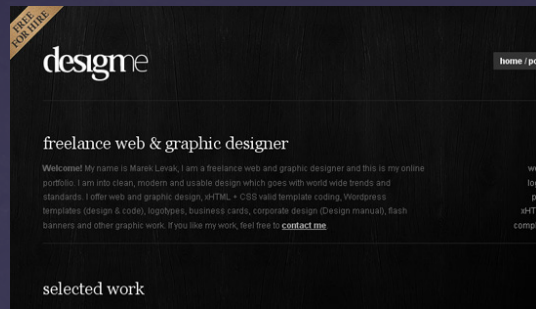 FREE
FOR HIRE
designme
home / po
freelance web & graphic designer
Welcome! My name is Marek Levak, I am a freelance web and graphic designer and this is my online
portfolio. I am into clean, modern and usable design which goes with world wide trends and
standards. I offer web and graphic design, xHTML + CSS valid template coding, Wordpress
templates (design & code), logotypes, business cards, corporate design (Design manual), flash
banners and other graphic work. If you like my work, feel free to contact me.
we
log
p
xHT
compl
selected work